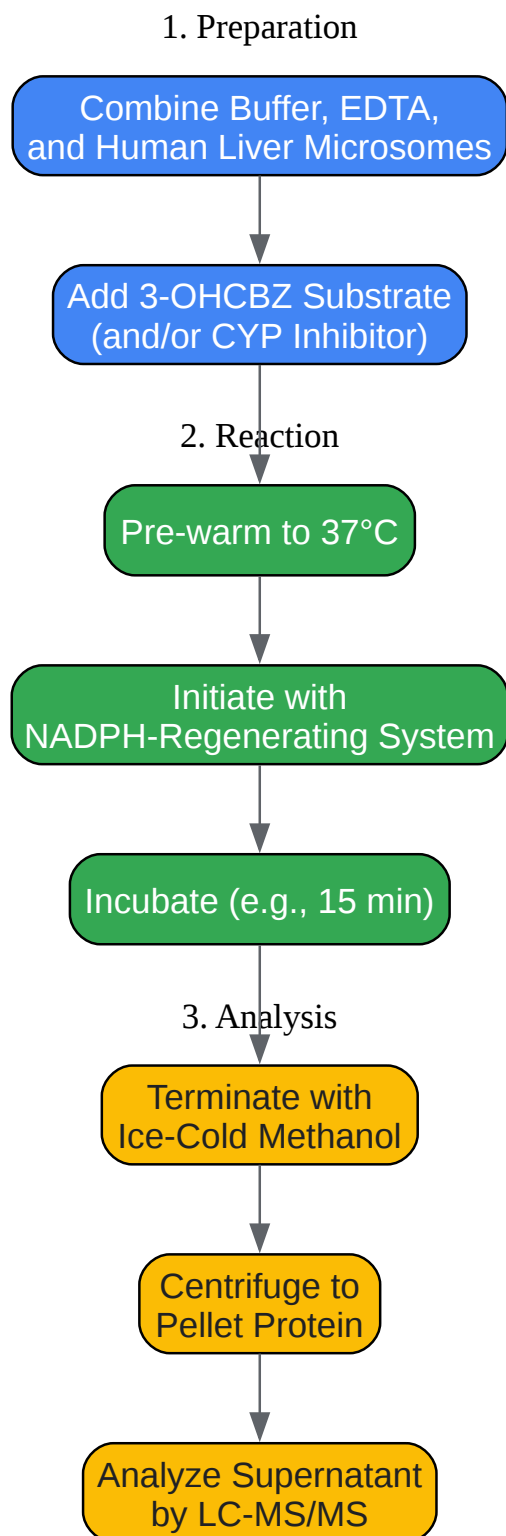 1. Preparation
Combine Buffer, EDTA,
and Human Liver Microsomes
Add 3-OHCBZ Substrate
(and/or CYP Inhibitor)
2. Reaction
Pre-warm to 37°C
Initiate with
NADPH-Regenerating System
Incubate (e.g., 15 min)
3. Analysis
Terminate with
Ice-Cold Methanol
Centrifuge to
Pellet Protein
Analyze Supernatant
by LC-MS/MS